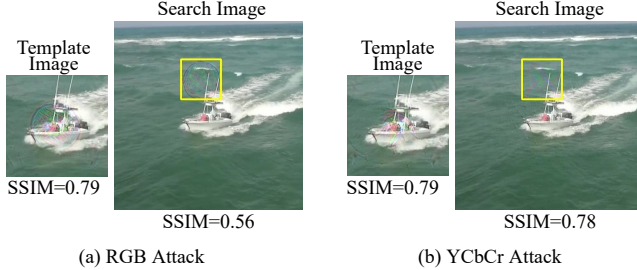 Search Image
Template
Image
SSIM=0.79
SSIM=0.56
(a) RGB Attack
Search Image
Template
Image
SSIM=0.79
SSIM=0.78
(b) YCbCr Attack